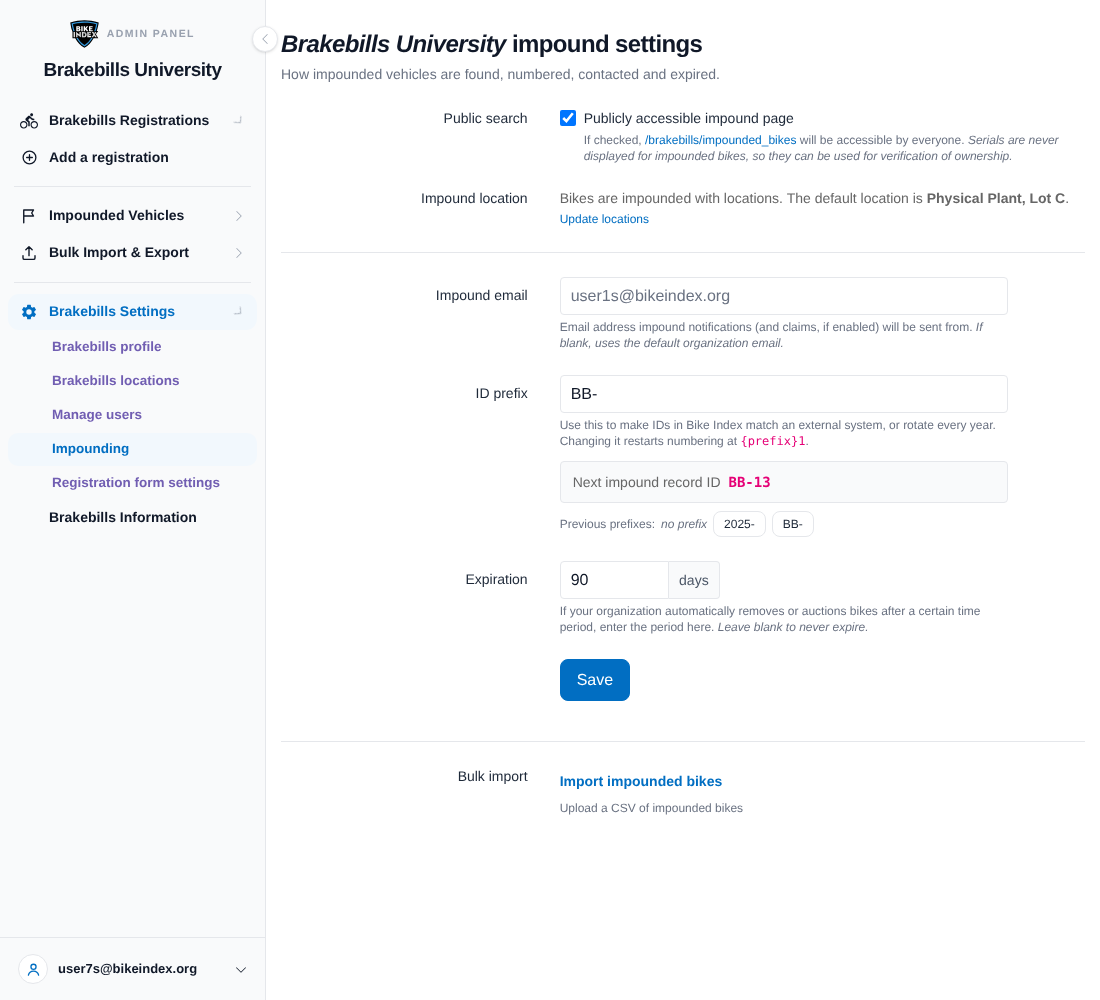 BIKE INDEX ADMIN PANEL
Brakebills University
Brakebills Registrations
Add a registration
Impounded Vehicles
Bulk Import & Export
Brakebills Settings
Brakebills profile
Brakebills locations
Manage users
Impounding
Registration form settings
Brakebills Information
user7s@bikeindex.org
Brakebills University impound settings
How impounded vehicles are found, numbered, contacted and expired.
Public search
Publicly accessible impound page
If checked, /brakebills/impounded_bikes will be accessible by everyone. Serials are never
displayed for impounded bikes, so they can be used for verification of ownership.
Impound location
Bikes are impounded with locations. The default location is Physical Plant, Lot C.
Update locations
Impound email
user1s@bikeindex.org
Email address impound notifications (and claims, if enabled) will be sent from. If
blank, uses the default organization email.
ID prefix
BB-
Use this to make IDs in Bike Index match an external system, or rotate every year.
Changing it restarts numbering at {prefix}1.
Next impound record ID BB-13
Previous prefixes: no prefix 2025- BB-
Expiration
90 days
If your organization automatically removes or auctions bikes after a certain time
period, enter the period here. Leave blank to never expire.
Save
Bulk import
Import impounded bikes
Upload a CSV of impounded bikes